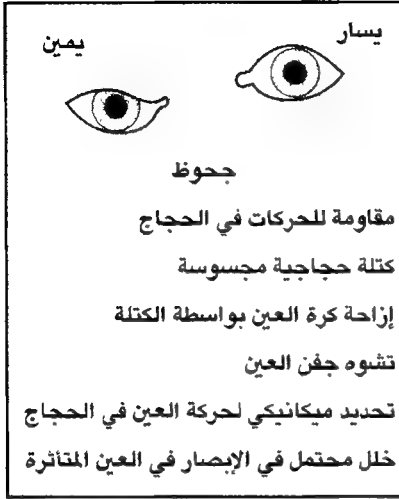 يسار
يمين
جحوظ
مقاومة للحركات في الحجاج
كتلة حجاجية مجسوسة
إزاحة كرة العين بواسطة الكتلة
تشوه جفن العين
تحديد ميكانيكي لحركة العين في الحجاج
خلل محتمل في الإبصار في العين المتأثرة